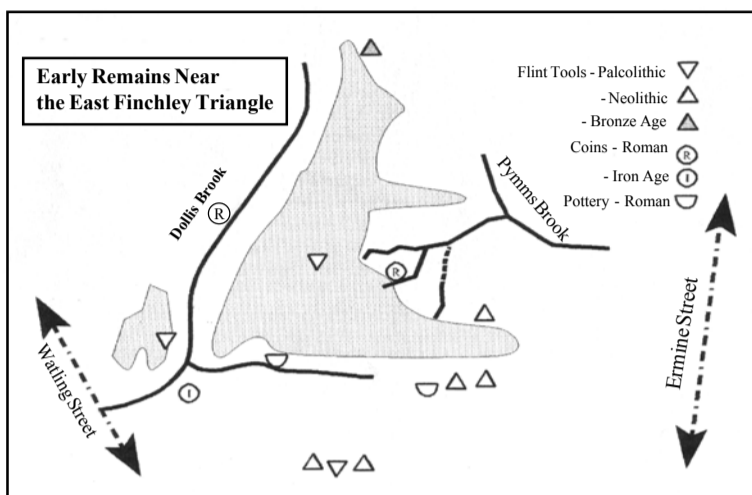 Early Remains Near
the East Finchley Triangle
Flint Tools - Palcolithic
- Neolithic
- Bronze Age
Coins - Roman
R
- Iron Age
I
Pottery - Roman
Dollis Brook
R
Pymms Brook
R
Watling Street
I
Ermine Street